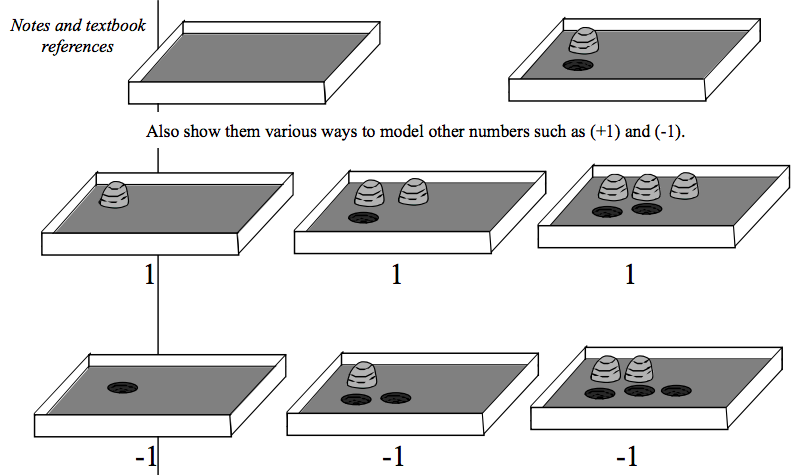 Notes and textbook
references
Also show them various ways to model other numbers such as (+1) and (-1).
1 1 1
-1 -1 -1